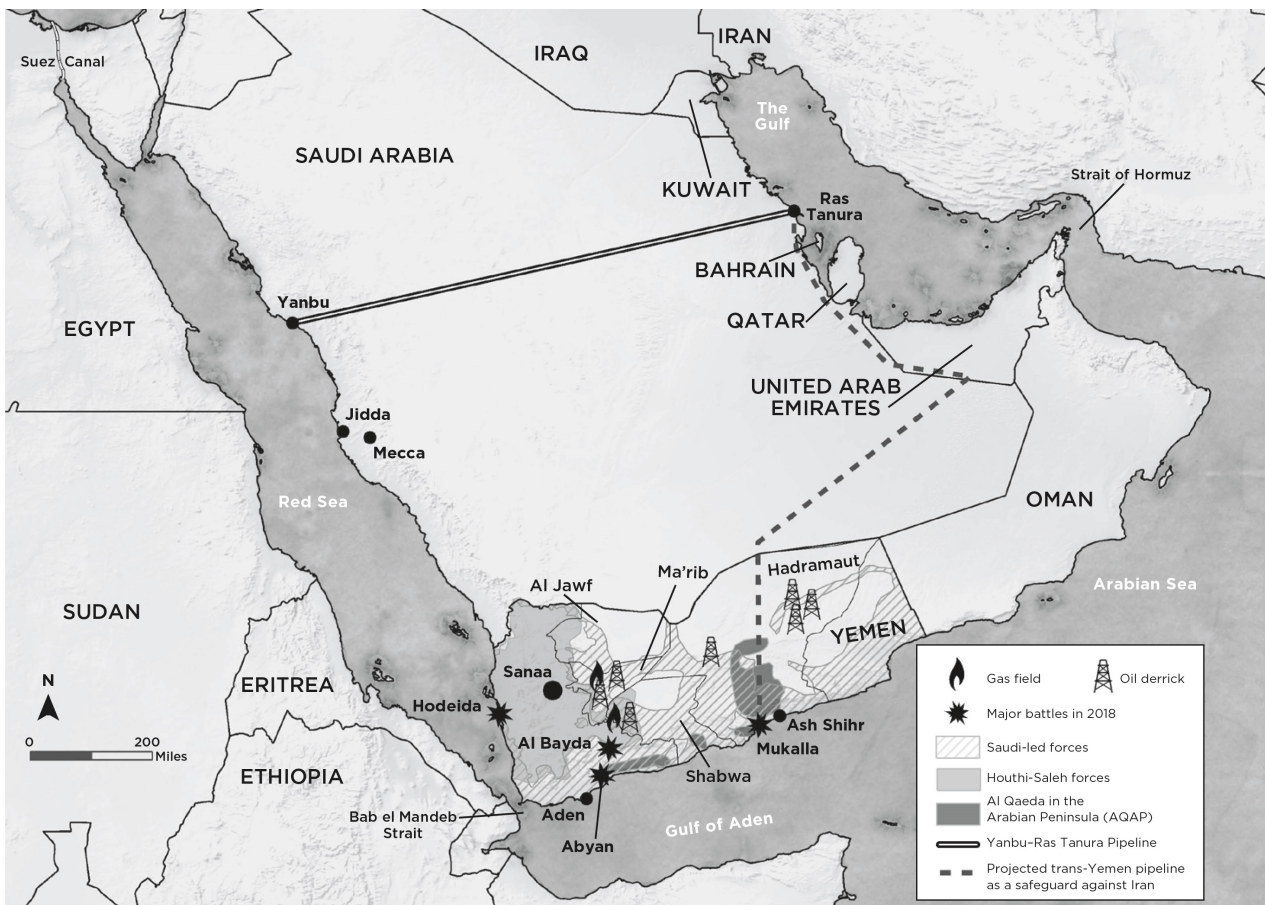 IRAN
IRAQ
Suez Canal
The
Gulf
SAUDI ARABIA
Strait of Hormuz
KUWAIT
Ras
Tanura
BAHRAIN
Yanbu
QATAR
EGYPT
UNITED ARAB
EMIRATES
Jidda
Mecca
Red Sea
OMAN
Hadramaut
Ma'rib
Al Jawf
Arabian Sea
SUDAN
YEMEN
Sanaa
ERITREA
N
Hodeida
Ash Shihr
Mukalla
Al Bayda
200
0
Miles
Shabwa
ETHIOPIA
Bab el Mandeb
Strait
Aden
Gulf of Aden
Abyan
Gas field
Oil derrick
Major battles in 2018
Saudi-led forces
Houthi-Saleh forces
Al Qaeda in the
Arabian Peninsula (AQAP)
Yanbu–Ras Tanura Pipeline
Projected trans-Yemen pipeline
as a safeguard against Iran